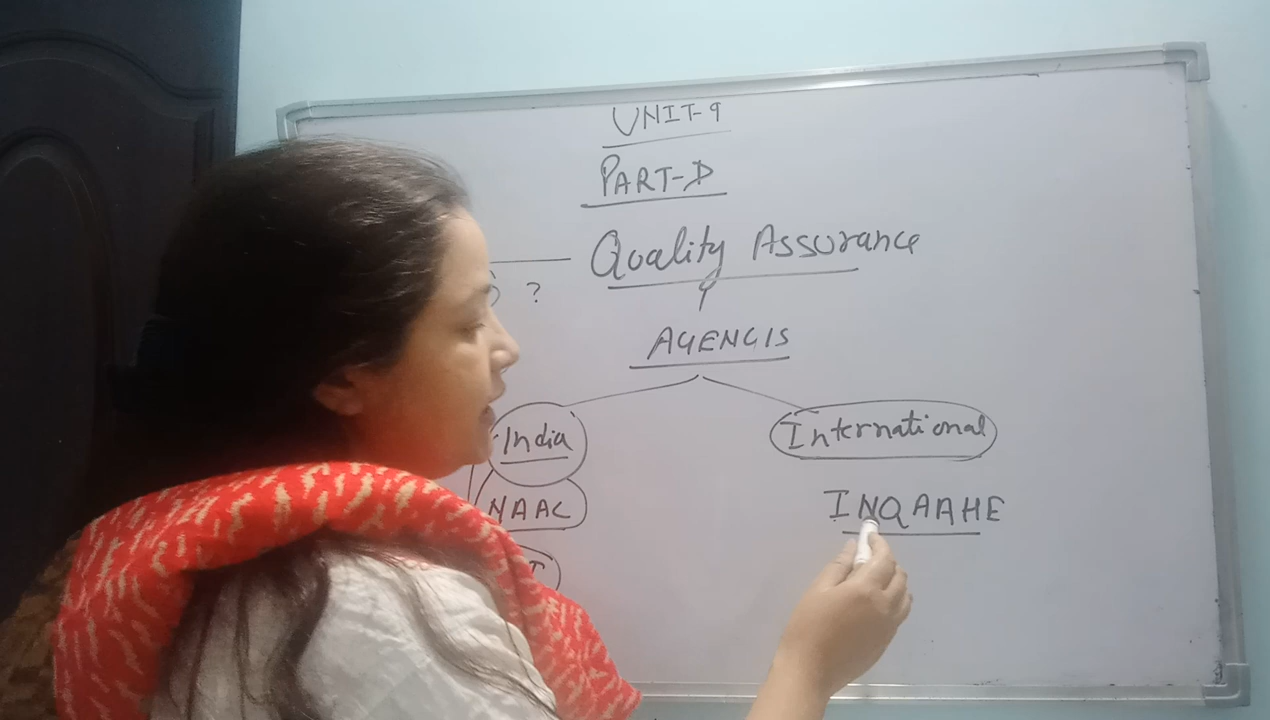 UNIT-9
PART-D
Quality Assurance
?
AGENCIS
India
International
NAAC
INQAAHE